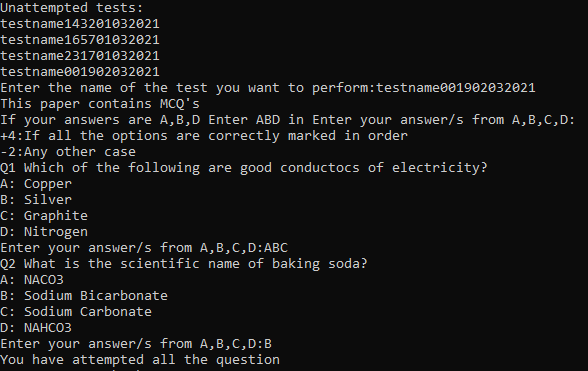 Unattempted tests:
testname143201032021
testname165701032021
testname231701032021
testname001902032021
Enter the name of the test you want to perform:testname001902032021
This paper contains MCQ's
If your answers are A,B,D Enter ABD in Enter your answer/s from A,B,C,D:
+4:If all the options are correctly marked in order
-2:Any other case
Q1 Which of the following are good conductocs of electricity?
A: Copper
B: Silver
C: Graphite
D: Nitrogen
Enter your answer/s from A,B,C,D:ABC
Q2 What is the scientific name of baking soda?
A: NACO3
B: Sodium Bicarbonate
C: Sodium Carbonate
D: NAHCO3
Enter your answer/s from A,B,C,D:B
You have attempted all the question